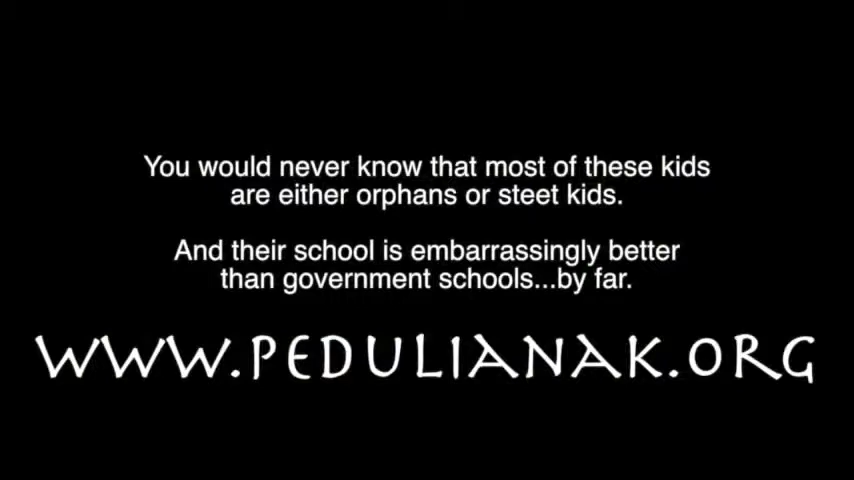 You would never know that most of these kids
are either orphans or steet kids.
And their school is embarrassingly better
than government schools...by far.
WWW.PEDULIANAK.ORG